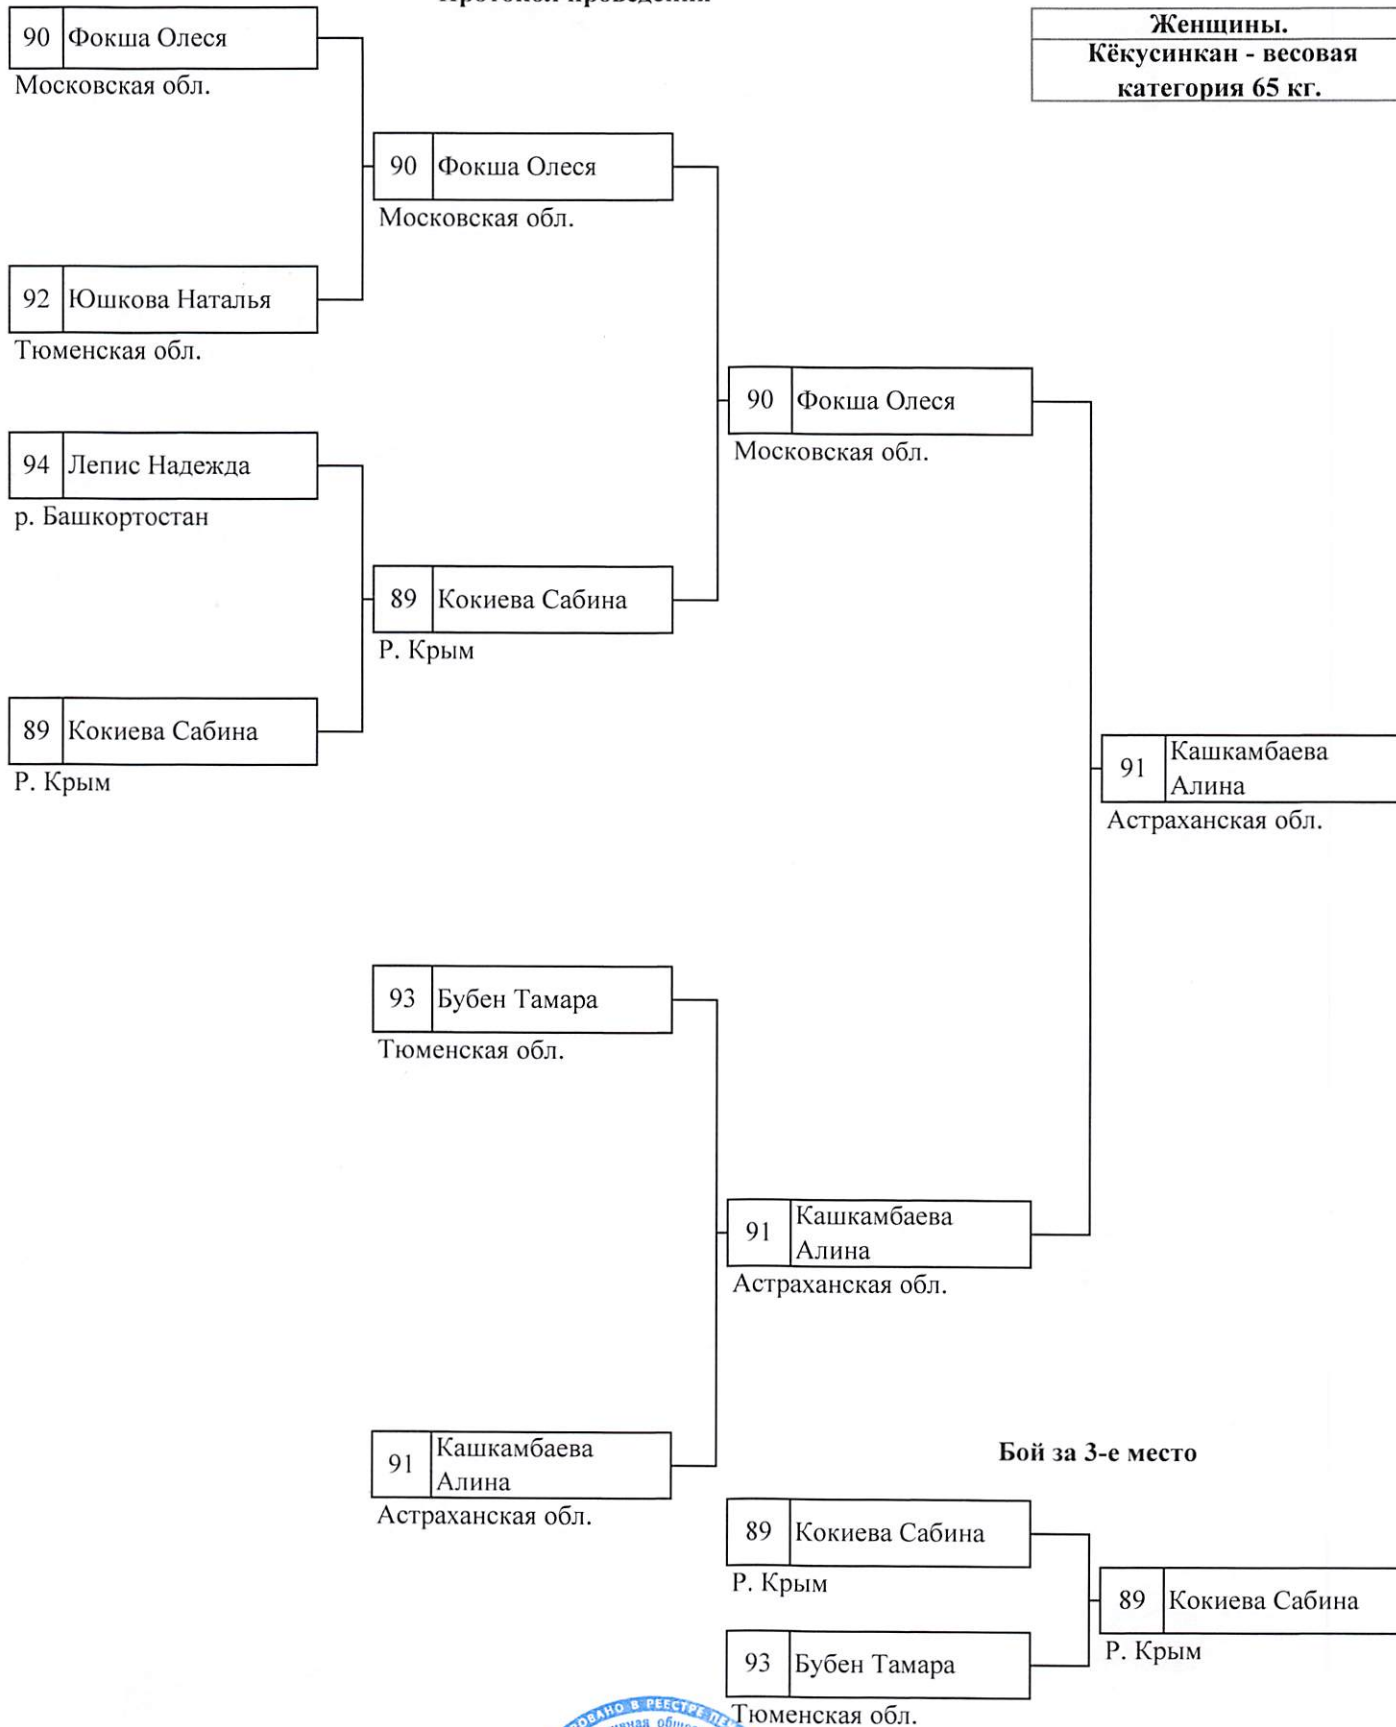 Протокол проведения
Женщины.
Кёкусинкан - весовая
категория 65 кг.
90 Фокша Олеся
Московская обл.
90 Фокша Олеся
Московская обл.
92 Юшкова Наталья
Тюменская обл.
90 Фокша Олеся
Московская обл.
94 Лепис Надежда
р. Башкортостан
89 Кокиева Сабина
Р. Крым
89 Кокиева Сабина
Р. Крым
91 Кашкамбаева
Алина
Астраханская обл.
93 Бубен Тамара
Тюменская обл.
91 Кашкамбаева
Алина
Астраханская обл.
91 Кашкамбаева
Алина
Астраханская обл.
Бой за 3-е место
89 Кокиева Сабина
Р. Крым
89 Кокиева Сабина
Р. Крым
93 Бубен Тамара
Тюменская обл.
В РЕЕСТРЕ